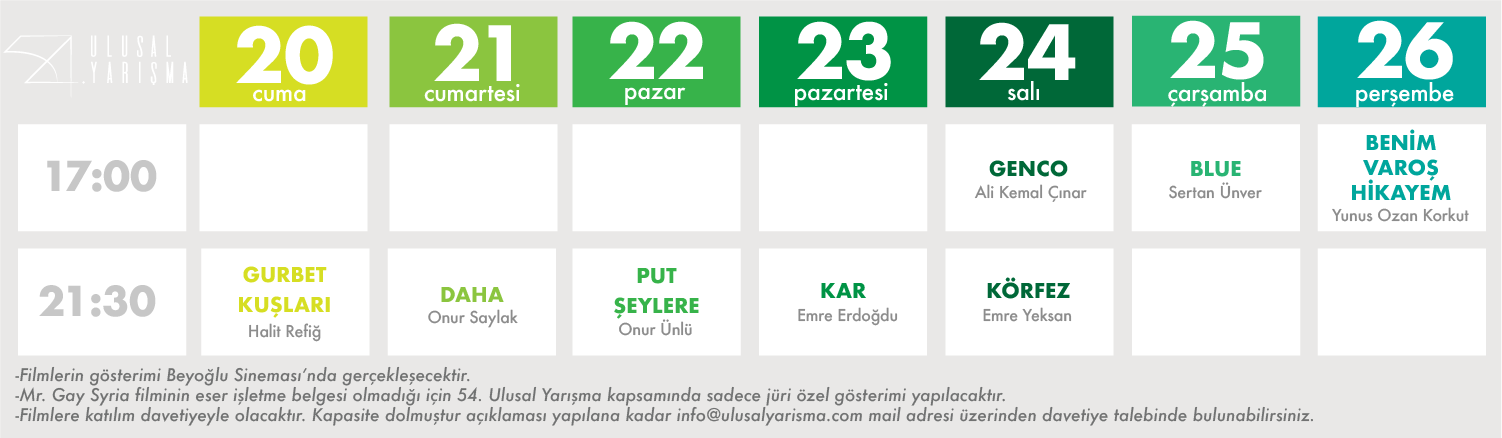 54. ULUSAL
YARIŞMA
20
cuma
21
cumartesi
22
pazar
23
pazartesi
24
salı
25
çarşamba
26
perşembe
17:00
GENCO
Ali Kemal Çınar
BLUE
Sertan Ünver
BENİM
VAROŞ
HİKAYEM
Yunus Ozan Korkut
21:30
GURBET
KUŞLARI
Halit Refiğ
DAHA
Onur Saylak
PUT
ŞEYLERE
Onur Ünlü
KAR
Emre Erdoğdu
KÖRFEZ
Emre Yeksan
-Filmlerin gösterimi Beyoğlu Sineması'nda gerçekleşecektir.
-Mr. Gay Syria filminin eser işletme belgesi olmadığı için 54. Ulusal Yarışma kapsamında sadece jüri özel gösterimi yapılacaktır.
-Filmlere katılım davetiyeyle olacaktır. Kapasite dolmuştur açıklaması yapılana kadar info@ulusalyarisma.com mail adresi üzerinden davetiye talebinde bulunabilirsiniz.